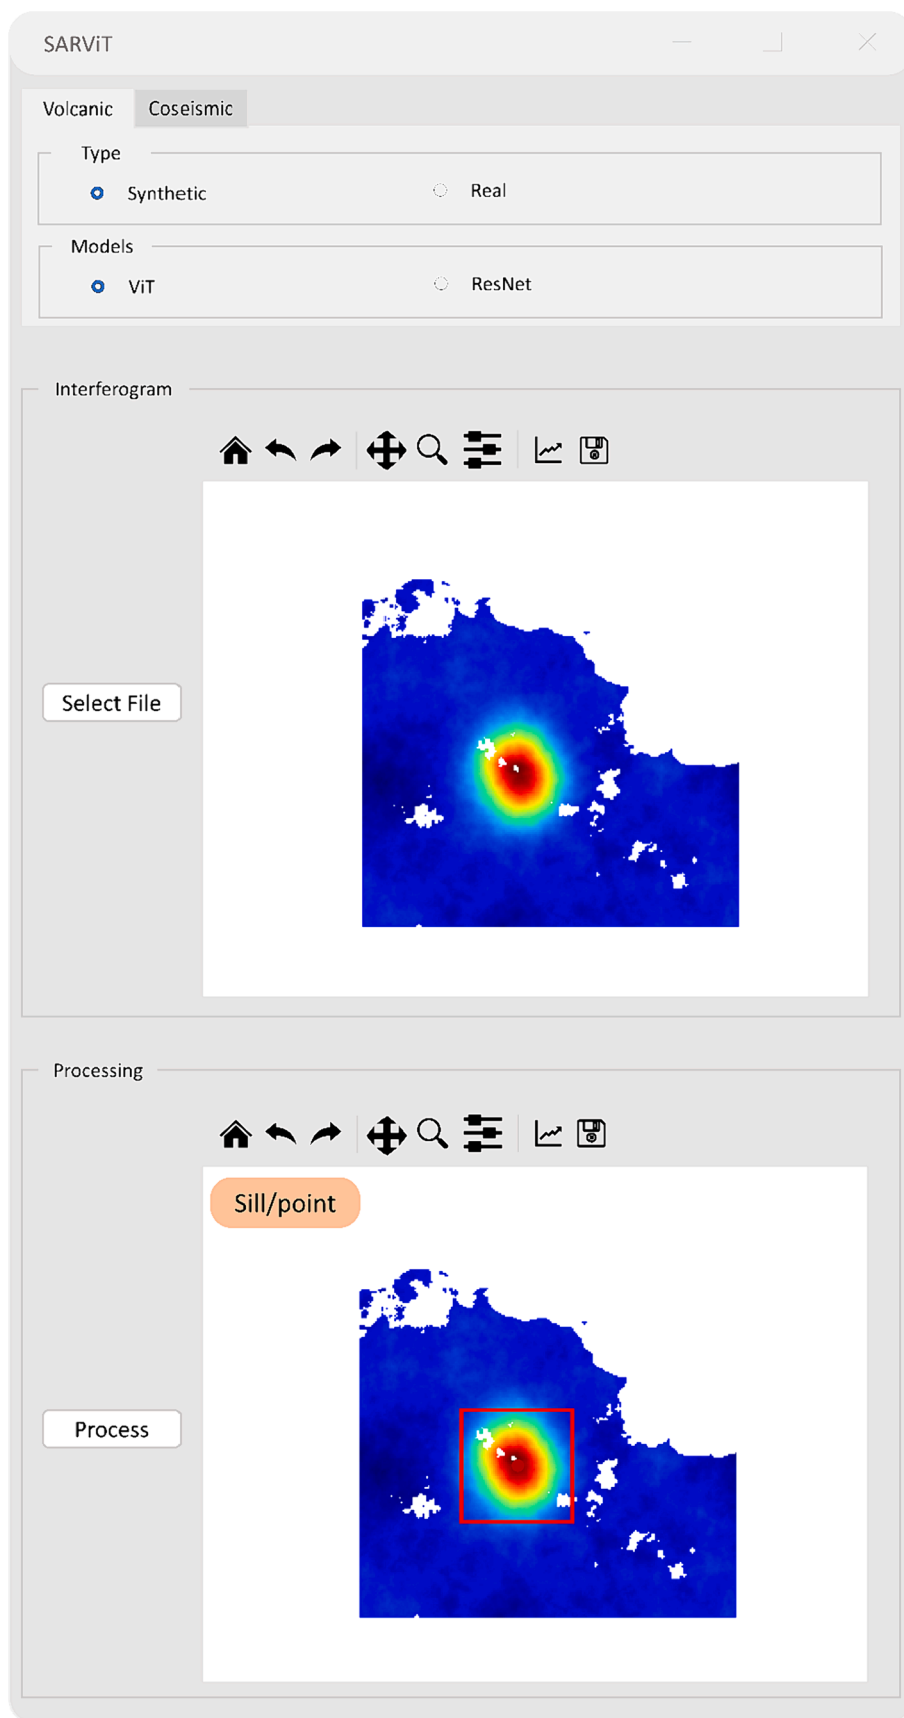 SARViT
Volcanic Coseismic
Type
Synthetic Real
Models
ViT ResNet
Interferogram
Select File
Processing
Sill/point
Process